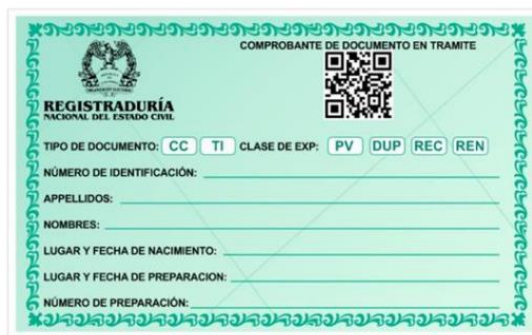 COMPROBANTE DE DOCUMENTO EN TRAMITE
REGISTRADURÍA
NACIONAL DEL ESTADO CIVIL
TIPO DE DOCUMENTO: CC TI CLASE DE EXP: PV DUP REC REN
NÚMERO DE IDENTIFICACIÓN:
APPELLIDOS:
NOMBRES:
LUGAR Y FECHA DE NACIMIENTO:
LUGAR Y FECHA DE PREPARACION:
NÚMERO DE PREPARACIÓN: